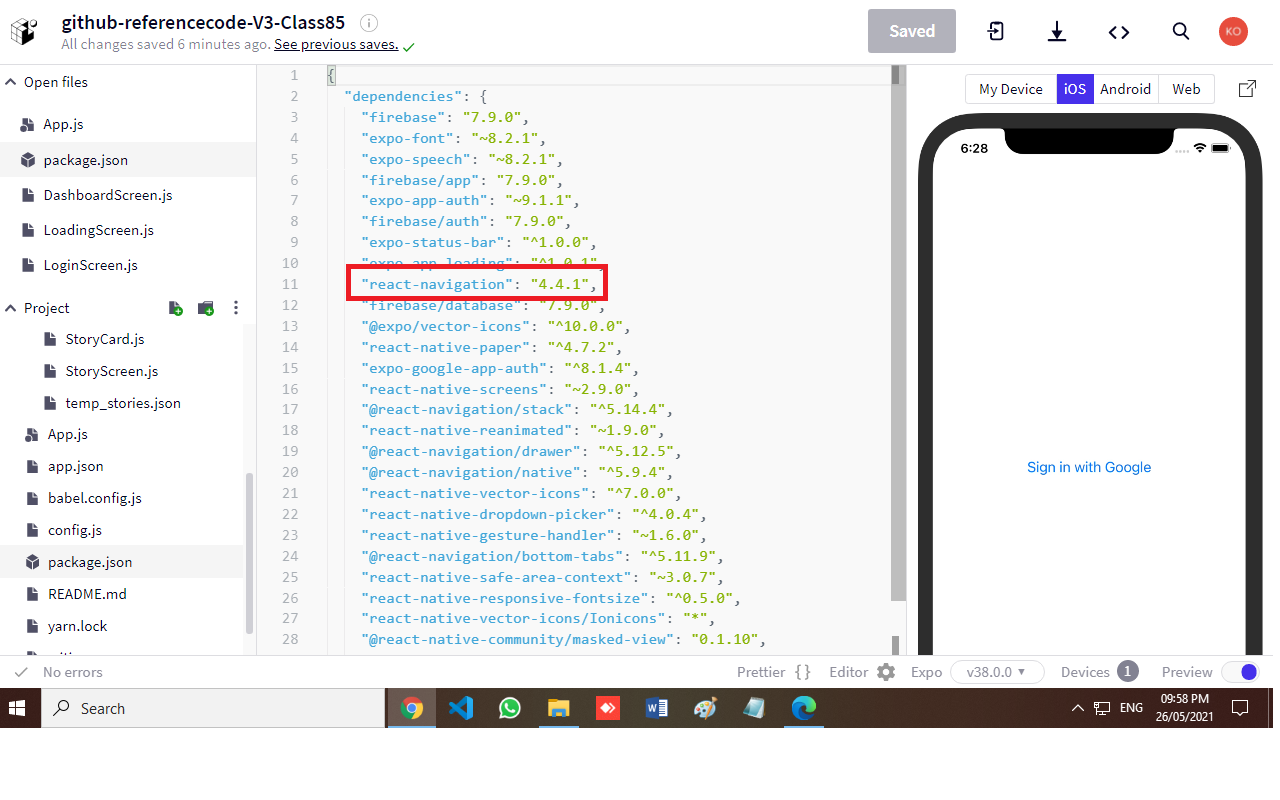 github-referencecode-V3-Class85
All changes saved 6 minutes ago. See previous saves.
Saved
KO
Open files
App.js
package.json
DashboardScreen.js
LoadingScreen.js
LoginScreen.js
Project
StoryCard.js
StoryScreen.js
temp_stories.json
App.js
app.json
babel.config.js
config.js
package.json
README.md
yarn.lock
1 {
2 "dependencies": {
3 "firebase": "7.9.0",
4 "expo-font": "~8.2.1",
5 "expo-speech": "~8.2.1",
6 "firebase/app": "7.9.0",
7 "expo-app-auth": "~9.1.1",
8 "firebase/auth": "7.9.0",
9 "expo-status-bar": "^1.0.0",
10 "expo-app-loading": "^1.0.1",
11 "react-navigation": "4.4.1",
12 "firebase/database": "7.9.0",
13 "@expo/vector-icons": "^10.0.0",
14 "react-native-paper": "^4.7.2",
15 "expo-google-app-auth": "^8.1.4",
16 "react-native-screens": "~2.9.0",
17 "@react-navigation/stack": "^5.14.4",
18 "react-native-reanimated": "~1.9.0",
19 "@react-navigation/drawer": "^5.12.5",
20 "@react-navigation/native": "^5.9.4",
21 "react-native-vector-icons": "^7.0.0",
22 "react-native-dropdown-picker": "^4.0.4",
23 "react-native-gesture-handler": "~1.6.0",
24 "@react-navigation/bottom-tabs": "^5.11.9",
25 "react-native-safe-area-context": "~3.0.7",
26 "react-native-responsive-fontsize": "^0.5.0",
27 "react-native-vector-icons/Ionicons": "*",
28 "@react-native-community/masked-view": "0.1.10",
My Device iOS Android Web
6:28
Sign in with Google
No errors
Prettier {} Editor Expo v38.0.0 Devices 1 Preview
Search
ENG
09:58 PM
26/05/2021